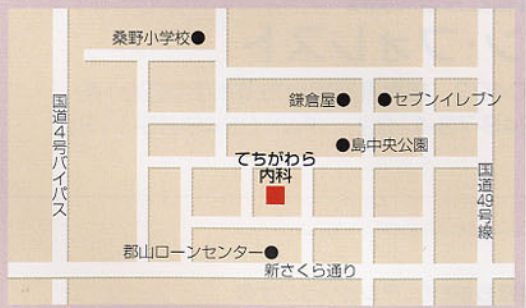 桑野小学校
鎌倉屋
セブンイレブン
島中央公園
てちがわら
内科
国道4号バイパス
国道49号線
郡山ローンセンター
新さくら通り